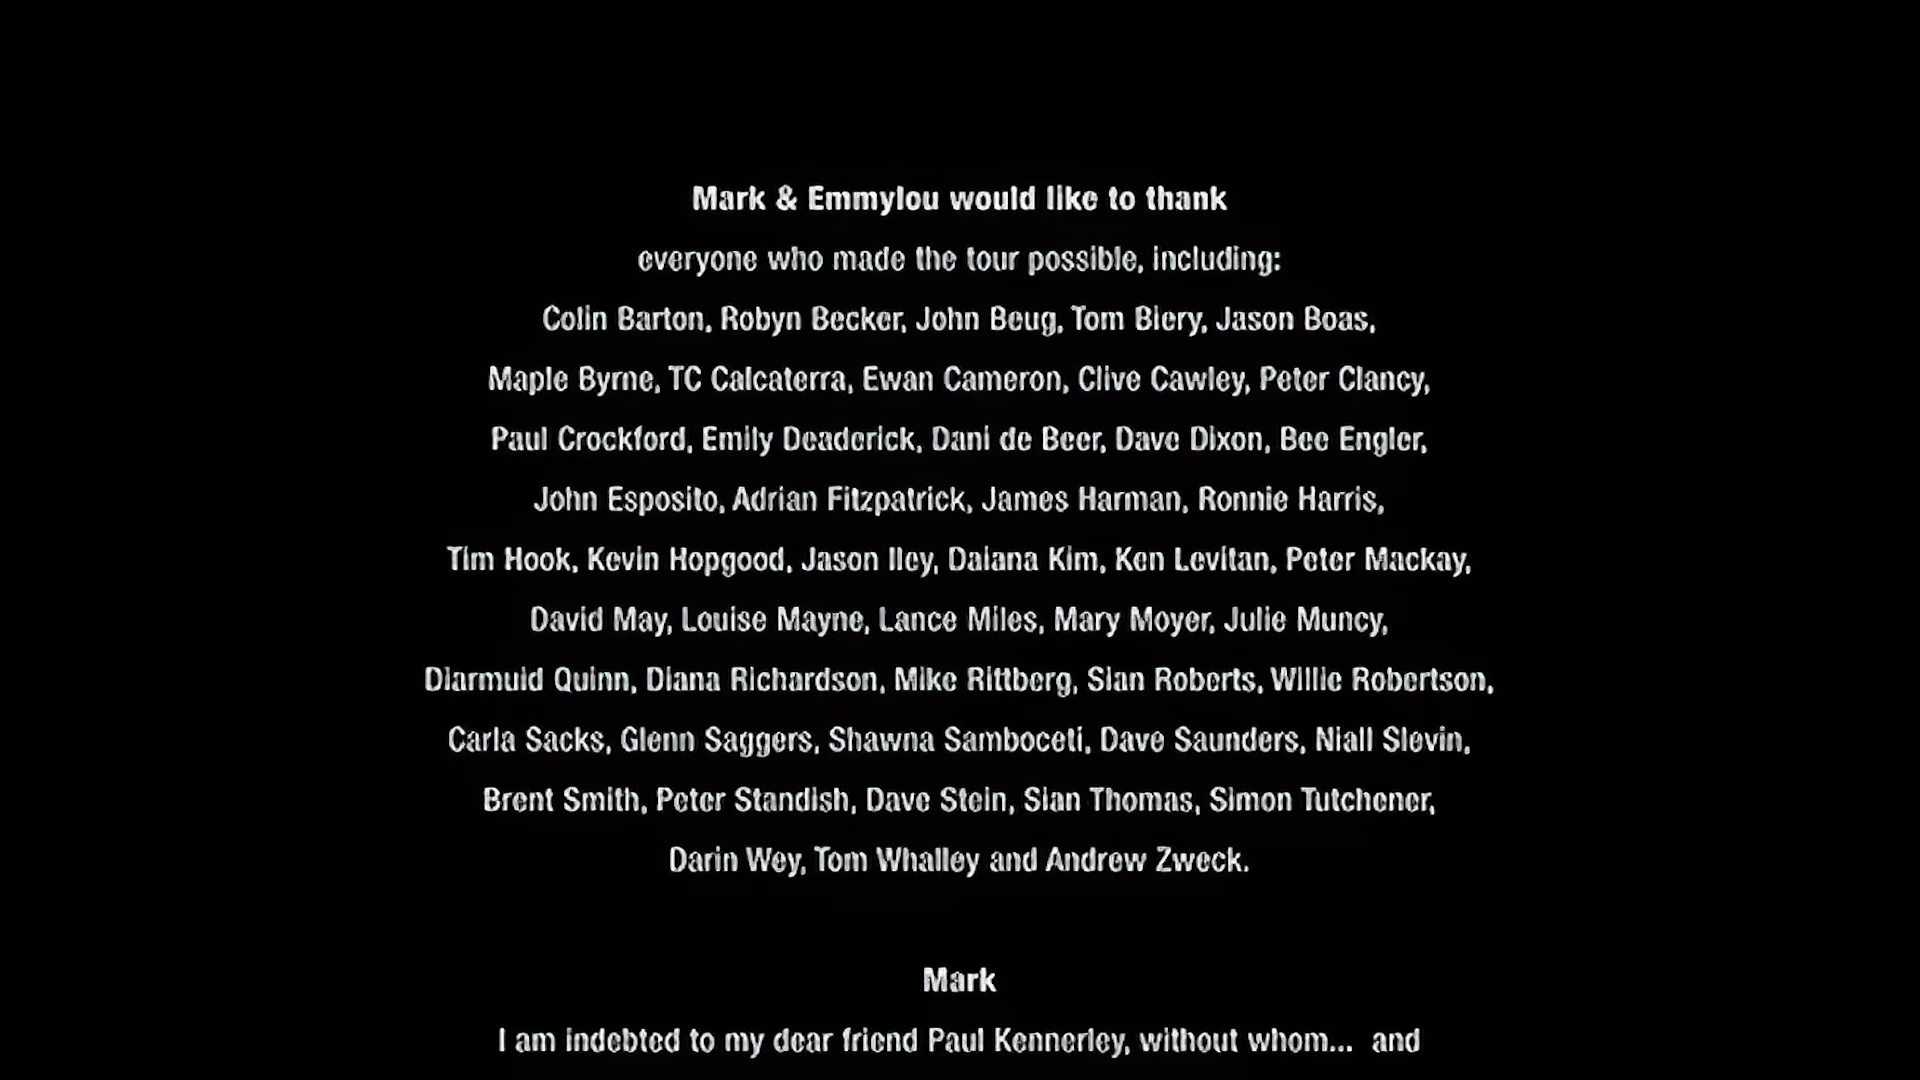 Mark & Emmylou would like to thank
everyone who made the tour possible, including:
Colin Barton, Robyn Becker, John Beug, Tom Biery, Jason Boas,
Maple Byrne, TC Calcaterra, Ewan Cameron, Clive Cawley, Peter Clancy,
Paul Crockford, Emily Deaderick, Dani de Beer, Dave Dixon, Bee Engler,
John Esposito, Adrian Fitzpatrick, James Harman, Ronnie Harris,
Tim Hook, Kevin Hopgood, Jason Iley, Daiana Kim, Ken Levitan, Peter Mackay,
David May, Louise Mayne, Lance Miles, Mary Moyer, Julie Muncy,
Diarmuid Quinn, Diana Richardson, Mike Rittberg, Sian Roberts, Willie Robertson,
Carla Sacks, Glenn Saggers, Shawna Samboceti, Dave Saunders, Niall Slevin,
Brent Smith, Peter Standish, Dave Stein, Sian Thomas, Simon Tutchener,
Darin Wey, Tom Whalley and Andrew Zweck.
Mark
I am indebted to my dear friend Paul Kennerley, without whom... and